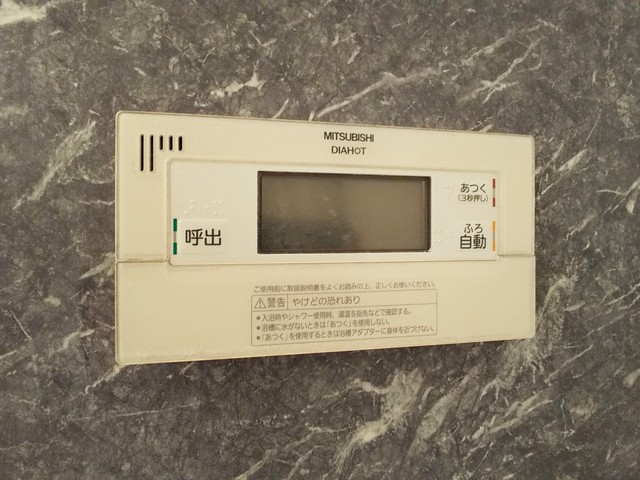 MITSUBISHI
DIAHOT
あつく
(3秒押し)
呼出
ふろ
自動
ご使用前に取扱説明書をよくお読みの上、正しくお使いください。
⚠警告 やけどの恐れあり
●入浴時やシャワー使用時、湯温を指先などで確認する。
●浴槽に水がないときは「あつく」を使用しない。
●「あつく」を使用するときは浴槽アダプターに身体を近づけない。